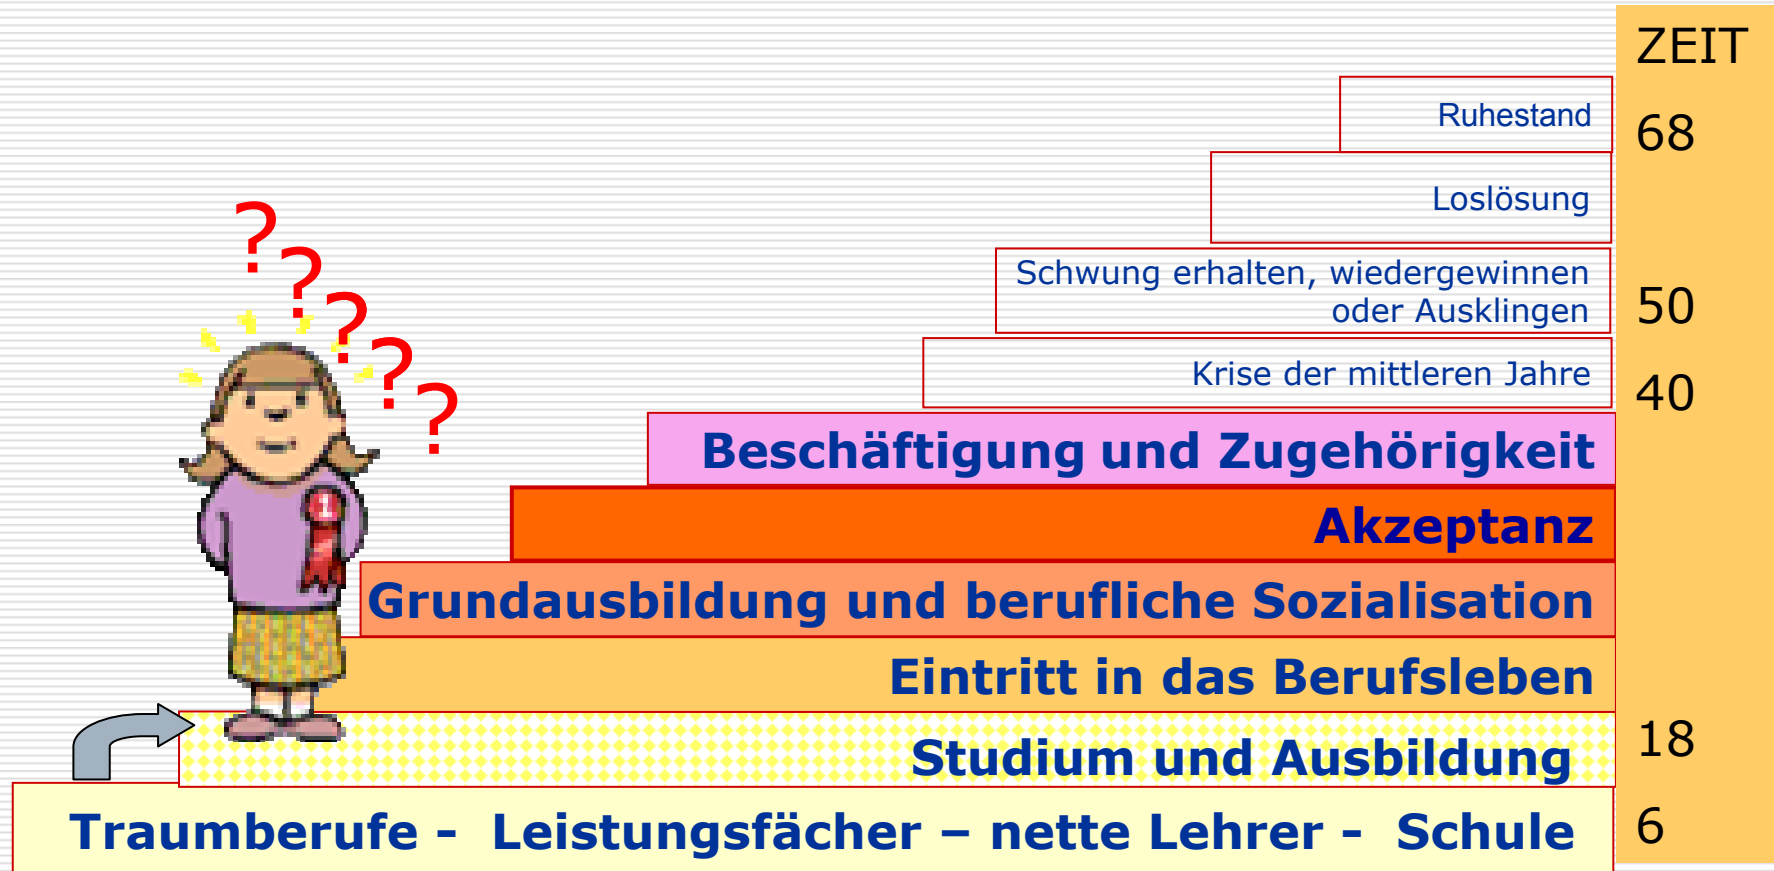 ZEIT
Ruhestand
68
Loslösung
Schwung erhalten, wiedergewinnen
oder Ausklingen
50
Krise der mittleren Jahre
40
?
?
?
?
?
1
Beschäftigung und Zugehörigkeit
Akzeptanz
Grundausbildung und berufliche Sozialisation
Eintritt in das Berufsleben
Studium und Ausbildung
18
Traumberufe - Leistungsfächer – nette Lehrer - Schule
6